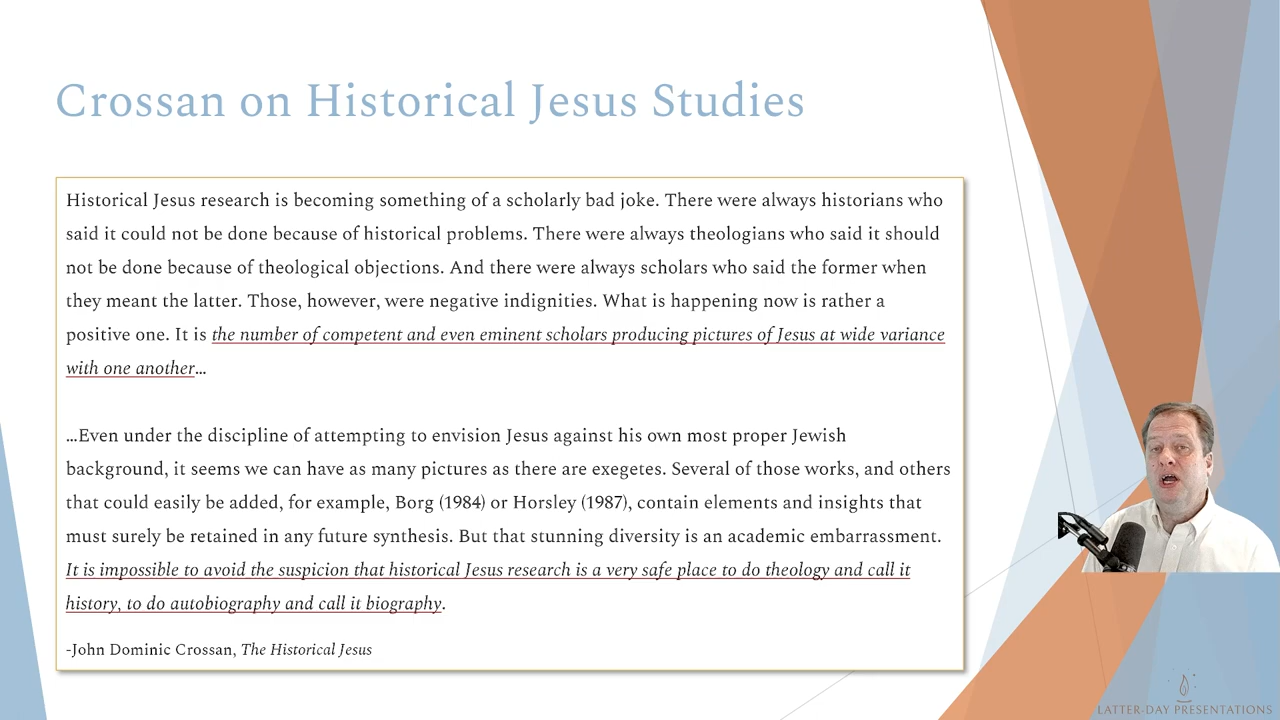 Crossan on Historical Jesus Studies
Historical Jesus research is becoming something of a scholarly bad joke. There were always historians who
said it could not be done because of historical problems. There were always theologians who said it should
not be done because of theological objections. And there were always scholars who said the former when
they meant the latter. Those, however, were negative indignities. What is happening now is rather a
positive one. It is the number of competent and even eminent scholars producing pictures of Jesus at wide variance
with one another…
…Even under the discipline of attempting to envision Jesus against his own most proper Jewish
background, it seems we can have as many pictures as there are exegetes. Several of those works, and others
that could easily be added, for example, Borg (1984) or Horsley (1987), contain elements and insights that
must surely be retained in any future synthesis. But that stunning diversity is an academic embarrassment.
It is impossible to avoid the suspicion that historical Jesus research is a very safe place to do theology and call it
history, to do autobiography and call it biography.
-John Dominic Crossan, The Historical Jesus
LATTER-DAY PRESENTATIONS